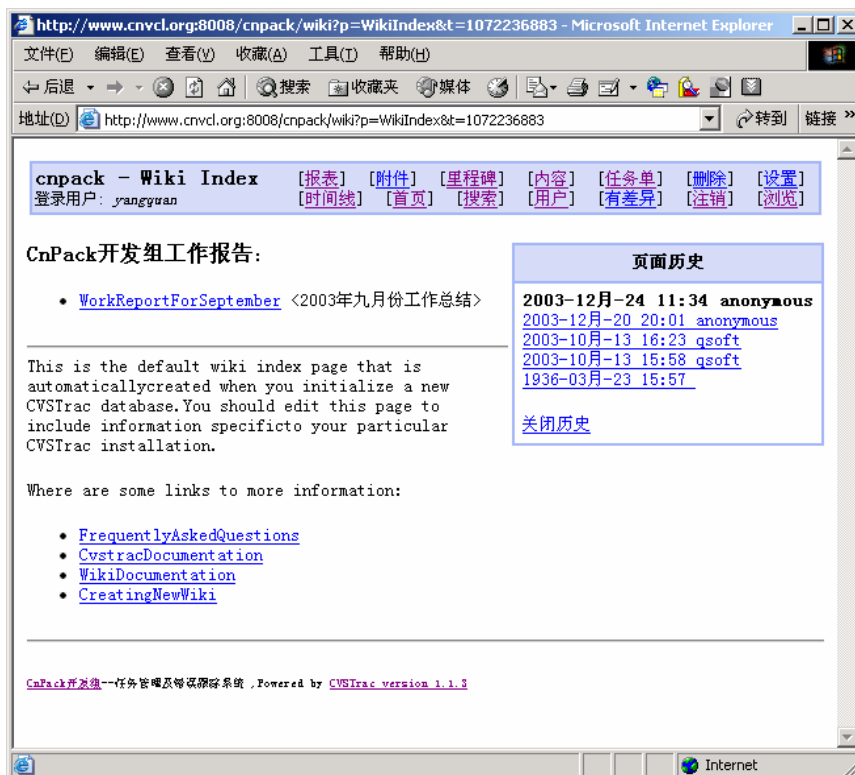 http://www.cnvcl.org:8008/cnpack/wiki?p=WikiIndex&t=1072236883 - Microsoft Internet Explorer
文件(F) 编辑(E) 查看(V) 收藏(A) 工具(T) 帮助(H)
后退 搜索 收藏夹 媒体
地址(D) http://www.cnvcl.org:8008/cnpack/wiki?p=WikiIndex&t=1072236883 转到 链接 »
cnpack - Wiki Index [报表] [附件] [里程碑] [内容] [任务单] [删除] [设置]
登录用户: yangyuan [时间线] [首页] [搜索] [用户] [有差异] [注销] [浏览]
CnPack开发组工作报告:
• WorkReportForSeptember <2003年九月份工作总结>
This is the default wiki index page that is
automaticallycreated when you initialize a new
CVSTrac database.You should edit this page to
include information specificto your particular
CVSTrac installation.
Where are some links to more information:
• FrequentlyAskedQuestions
• CvstracDocumentation
• WikiDocumentation
• CreatingNewWiki
页面历史
2003-12月-24 11:34 anonymous
2003-12月-20 20:01 anonymous
2003-10月-13 16:23 qsoft
2003-10月-13 15:58 qsoft
1936-03月-23 15:57
关闭历史
CnPack开发组--任务管理及错误跟踪系统 ,Powered by CVSTrac version 1.1.3
Internet